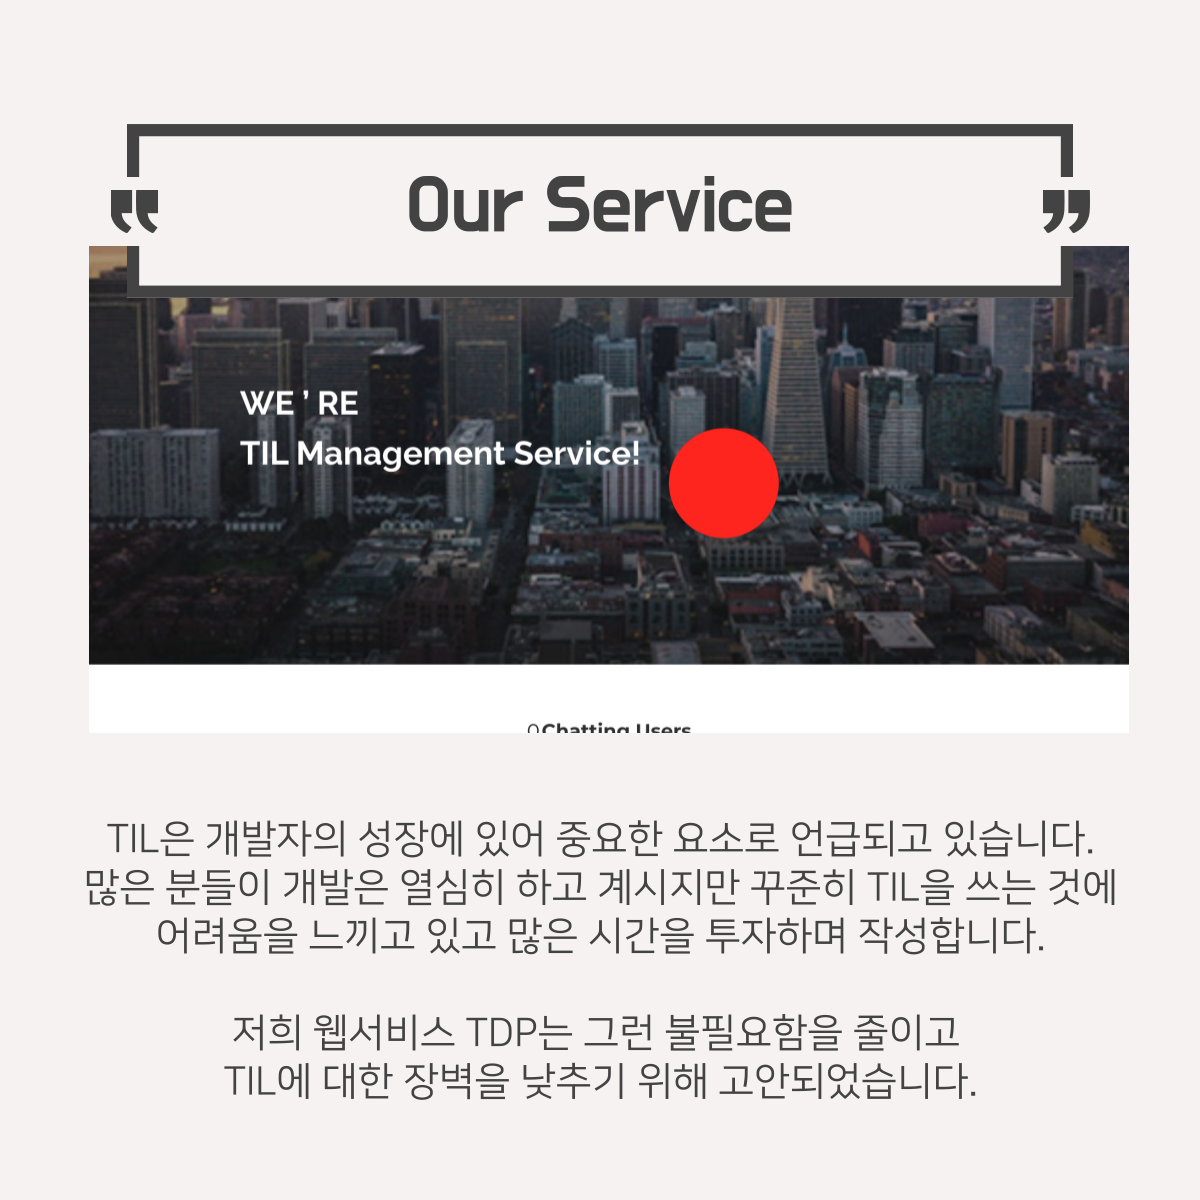 Our Service
WE ’ RE
TIL Management Service!
0Chatting Users
TIL은 개발자의 성장에 있어 중요한 요소로 언급되고 있습니다.
많은 분들이 개발은 열심히 하고 계시지만 꾸준히 TIL을 쓰는 것에
어려움을 느끼고 있고 많은 시간을 투자하며 작성합니다.
저희 웹서비스 TDP는 그런 불필요함을 줄이고
TIL에 대한 장벽을 낮추기 위해 고안되었습니다.